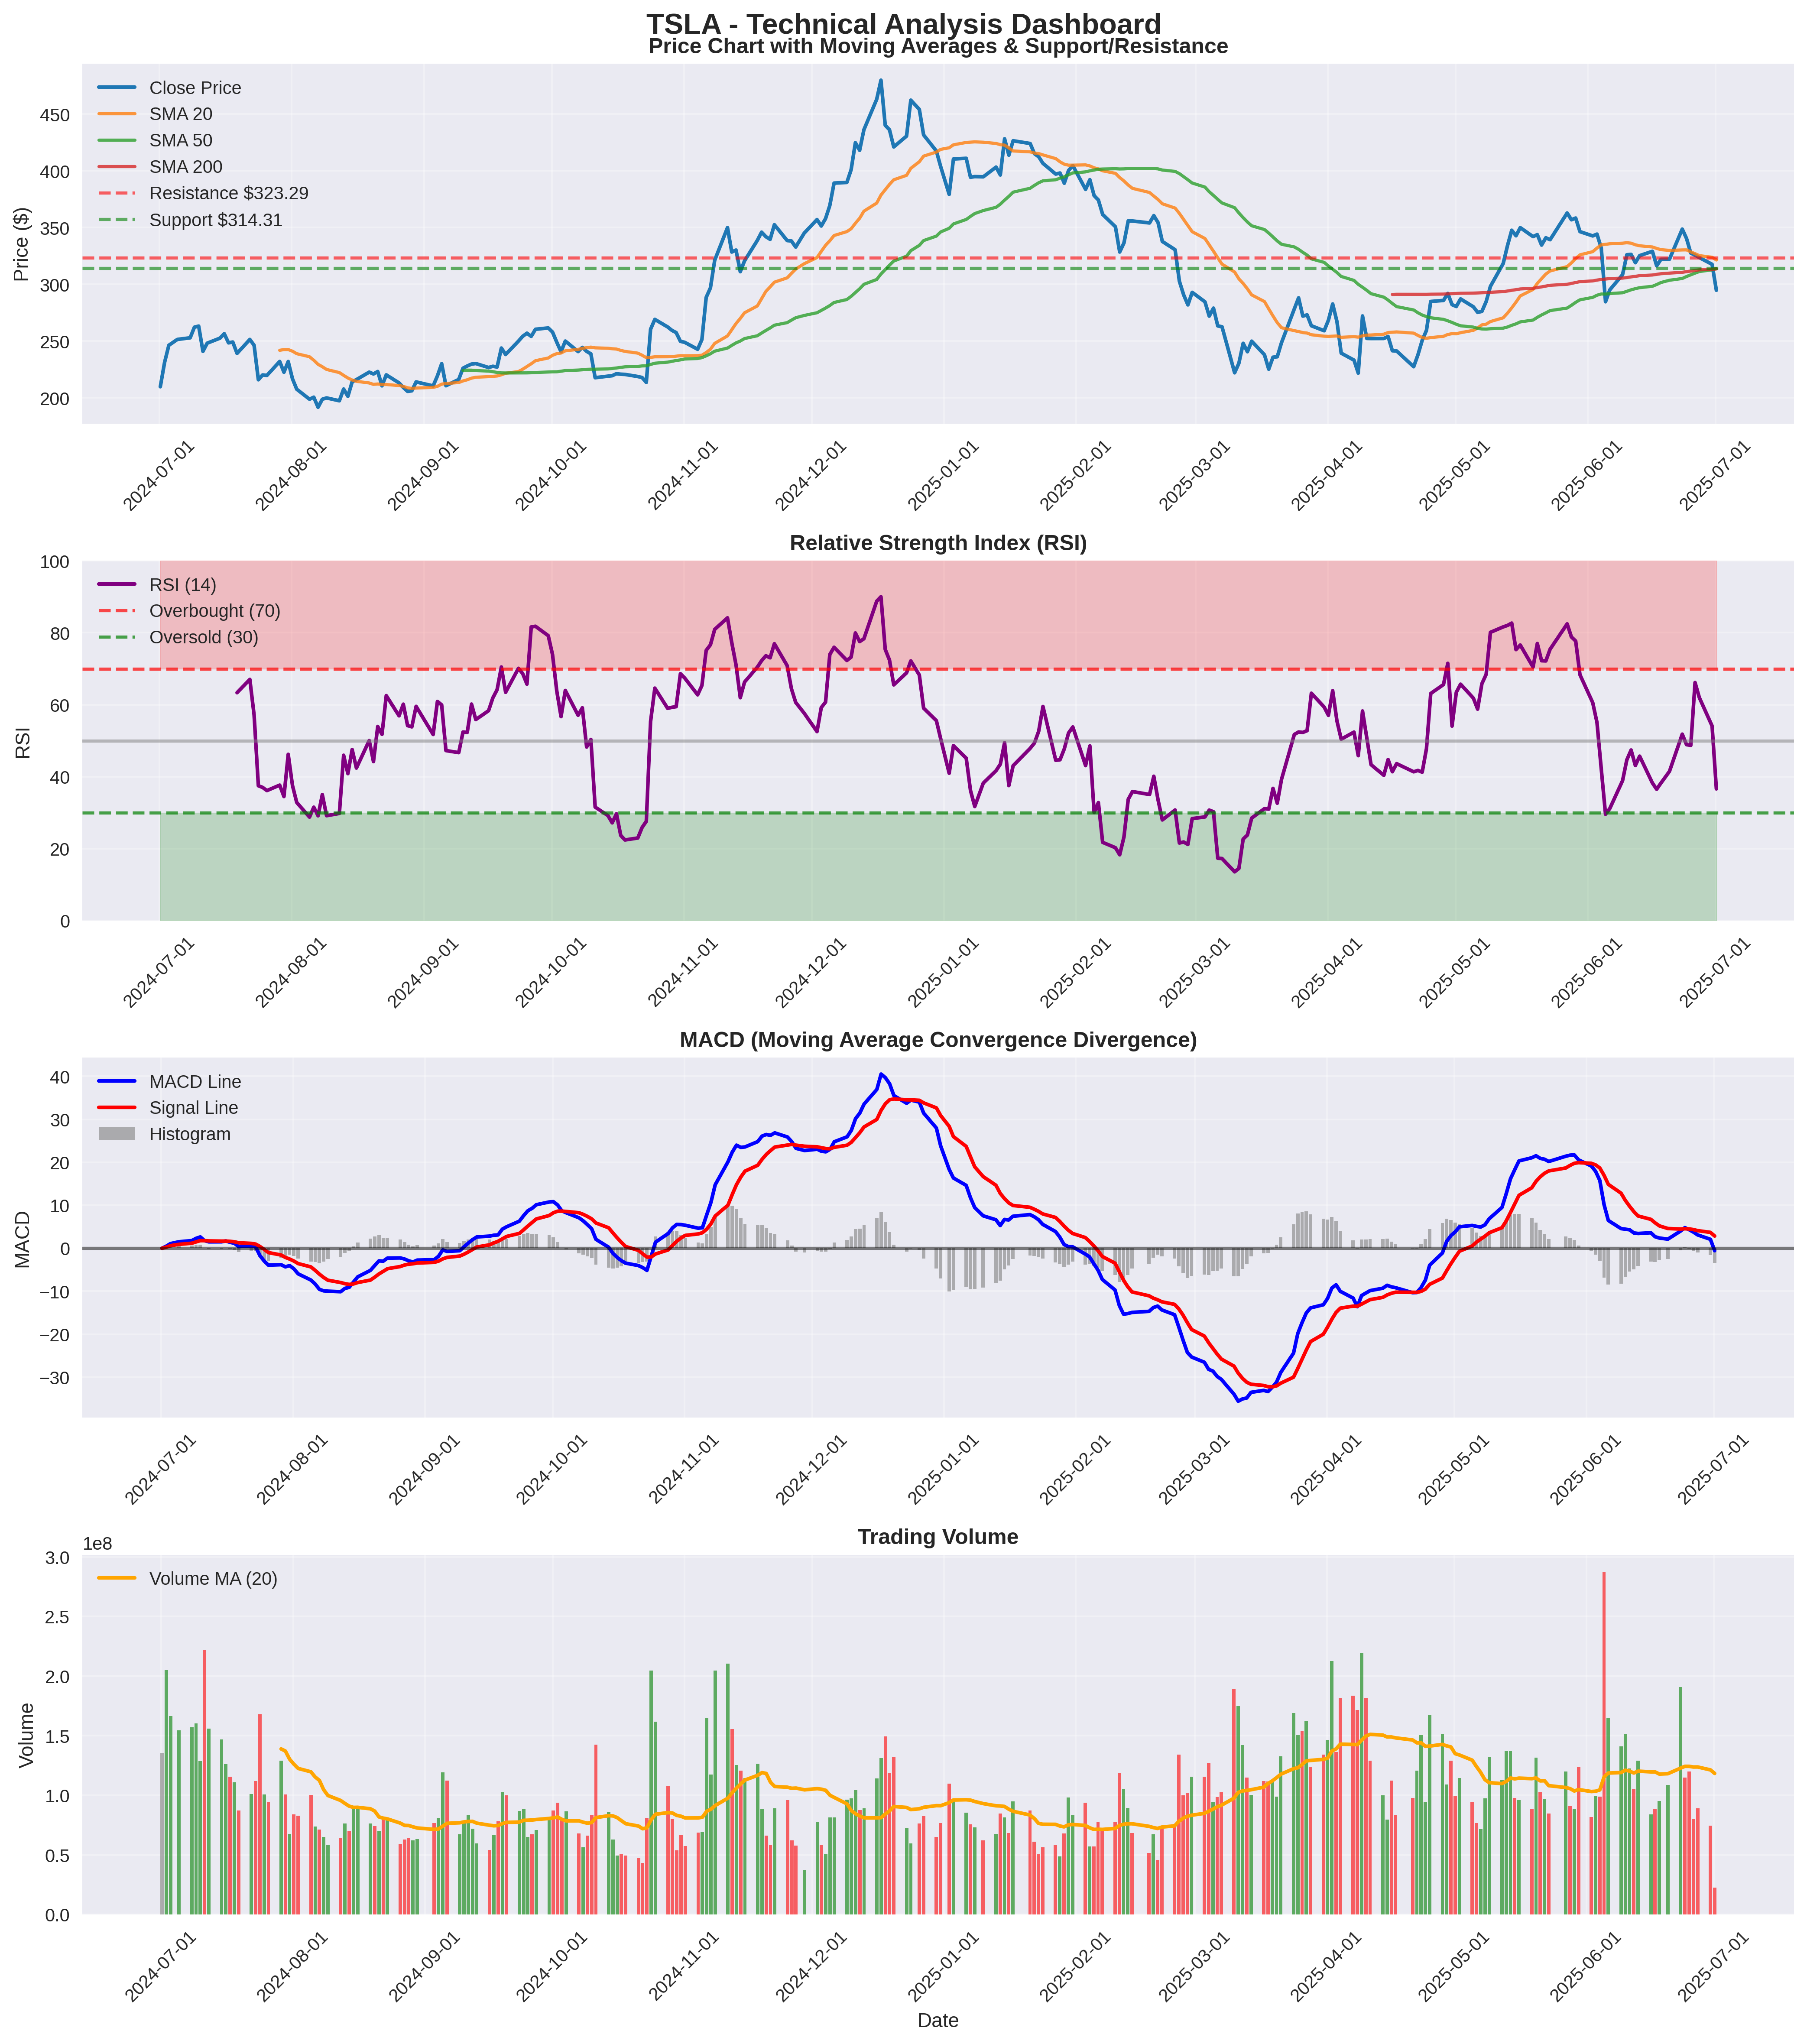 TSLA - Technical Analysis Dashboard
Price Chart with Moving Averages & Support/Resistance
Close Price
SMA 20
SMA 50
SMA 200
Resistance $323.29
Support $314.31
Price ($)
450
400
350
300
250
200
2024-07-01 2024-08-01 2024-09-01 2024-10-01 2024-11-01 2024-12-01 2025-01-01 2025-02-01 2025-03-01 2025-04-01 2025-05-01 2025-06-01 2025-07-01
Relative Strength Index (RSI)
RSI (14)
Overbought (70)
Oversold (30)
RSI
100
80
60
40
20
0
2024-07-01 2024-08-01 2024-09-01 2024-10-01 2024-11-01 2024-12-01 2025-01-01 2025-02-01 2025-03-01 2025-04-01 2025-05-01 2025-06-01 2025-07-01
MACD (Moving Average Convergence Divergence)
MACD Line
Signal Line
Histogram
MACD
40
30
20
10
0
−10
−20
−30
2024-07-01 2024-08-01 2024-09-01 2024-10-01 2024-11-01 2024-12-01 2025-01-01 2025-02-01 2025-03-01 2025-04-01 2025-05-01 2025-06-01 2025-07-01
Trading Volume
1e8
Volume MA (20)
Volume
3.0
2.5
2.0
1.5
1.0
0.5
0.0
2024-07-01 2024-08-01 2024-09-01 2024-10-01 2024-11-01 2024-12-01 2025-01-01 2025-02-01 2025-03-01 2025-04-01 2025-05-01 2025-06-01 2025-07-01
Date